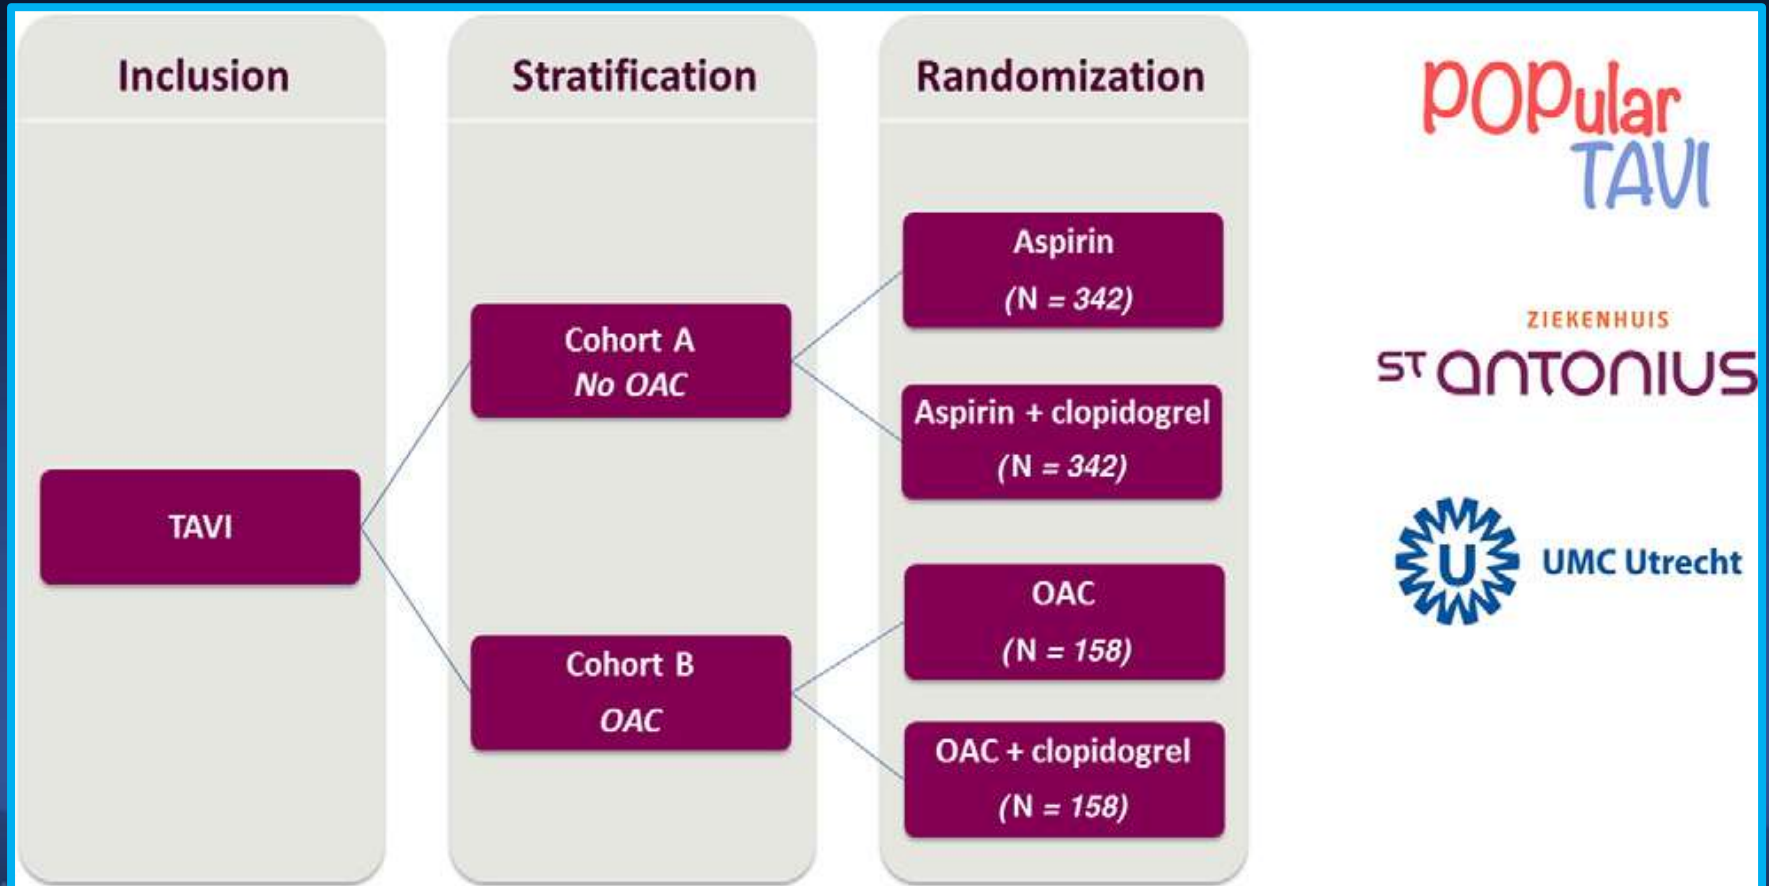 Inclusion
Stratification
Randomization
TAVI
Cohort A
No OAC
Cohort B
OAC
Aspirin
(N = 342)
Aspirin + clopidogrel
(N = 342)
OAC
(N = 158)
OAC + clopidogrel
(N = 158)
POPular
TAVI
ZIEKENHUIS
ST ANTONIUS
U UMC Utrecht